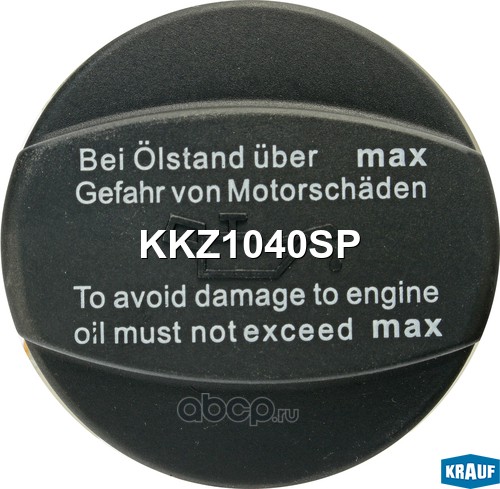 Bei Ölstand über max
Gefahr von Motorschäden
KKZ1040SP
To avoid damage to engine
oil must not exceed max
abcp.ru
KRAUF